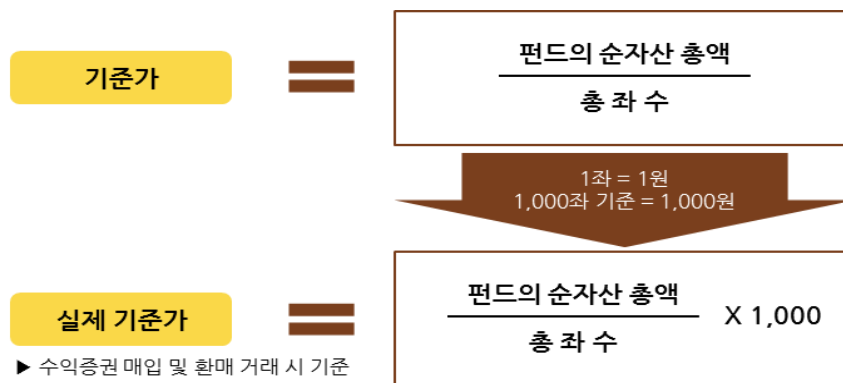 기준가
펀드의 순자산 총액
총 좌 수
1좌 = 1원
1,000좌 기준 = 1,000원
실제 기준가
펀드의 순자산 총액
총 좌 수
X 1,000
▶ 수익증권 매입 및 환매 거래 시 기준